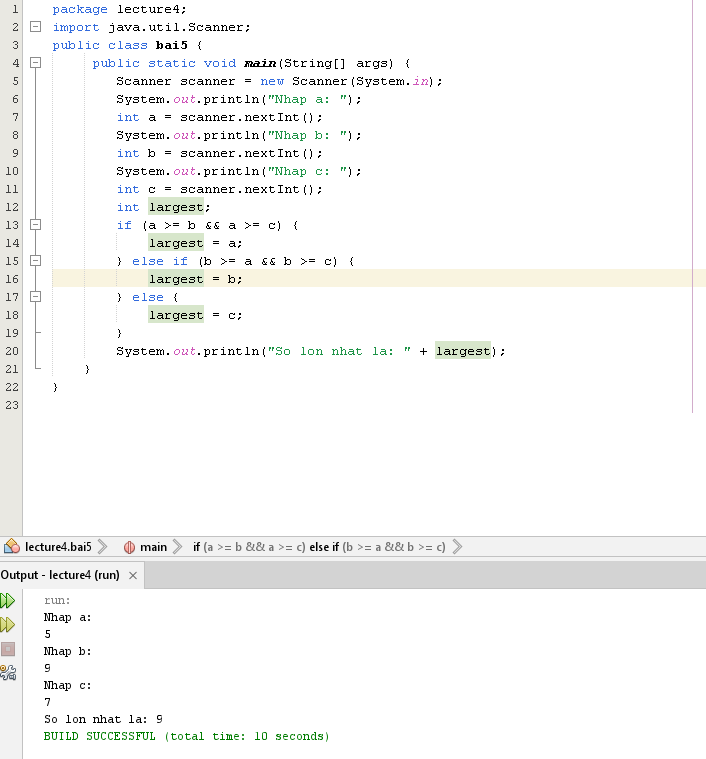 1 package lecture4;
2 import java.util.Scanner;
3 public class bai5 {
4 public static void main(String[] args) {
5 Scanner scanner = new Scanner(System.in);
6 System.out.println("Nhap a: ");
7 int a = scanner.nextInt();
8 System.out.println("Nhap b: ");
9 int b = scanner.nextInt();
10 System.out.println("Nhap c: ");
11 int c = scanner.nextInt();
12 int largest;
13 if (a >= b && a >= c) {
14 largest = a;
15 } else if (b >= a && b >= c) {
16 largest = b;
17 } else {
18 largest = c;
19 }
20 System.out.println("So lon nhat la: " + largest);
21 }
22 }
23
lecture4.bai5 main if (a >= b && a >= c) else if (b >= a && b >= c)
Output - lecture4 (run) ×
run:
Nhap a:
5
Nhap b:
9
Nhap c:
7
So lon nhat la: 9
BUILD SUCCESSFUL (total time: 10 seconds)